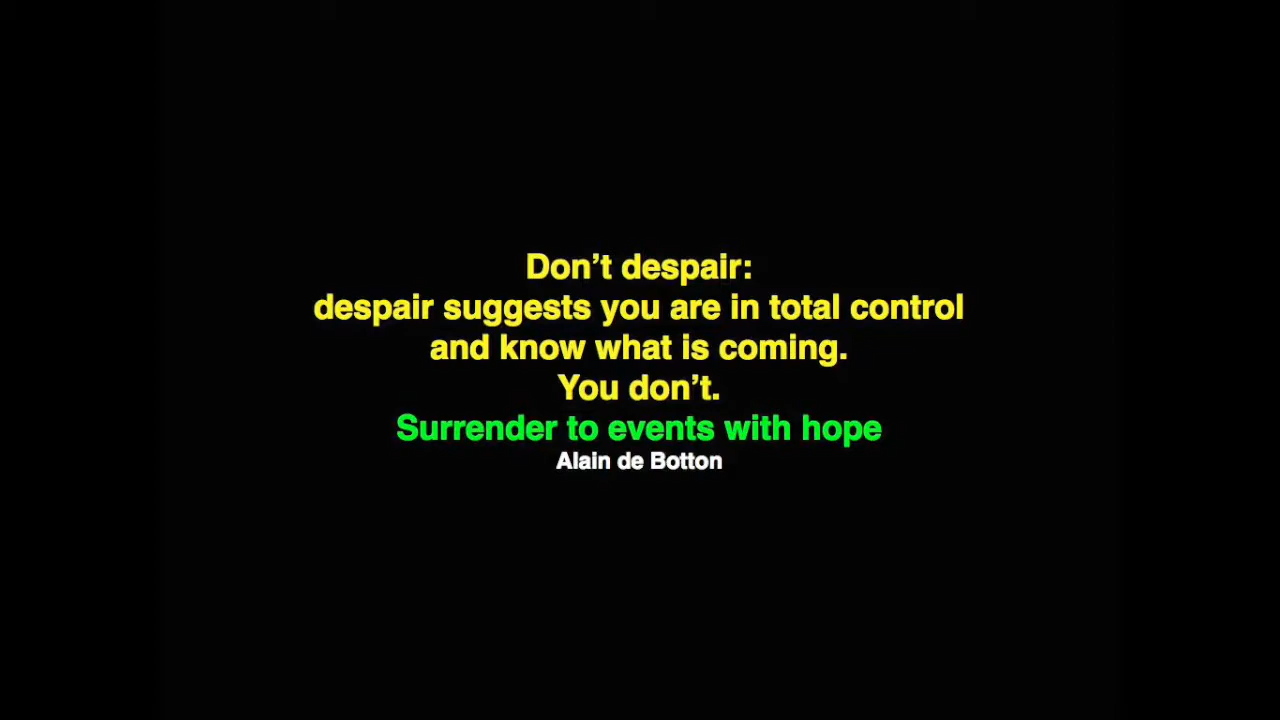 Don’t despair:
despair suggests you are in total control
and know what is coming.
You don’t.
Surrender to events with hope
Alain de Botton